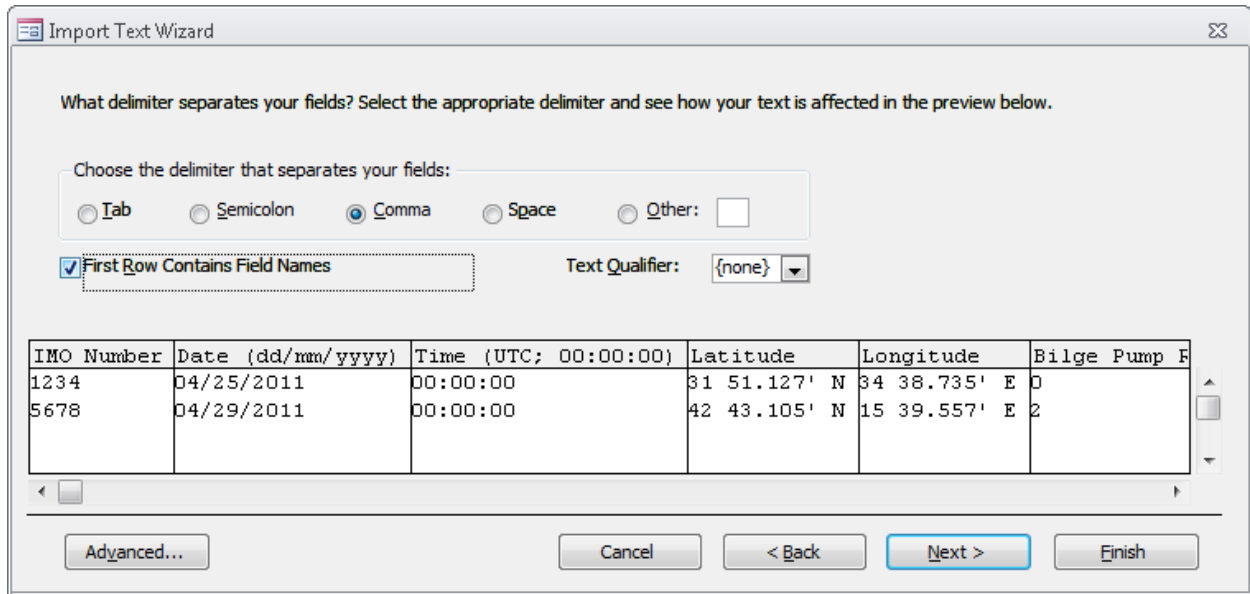 Import Text Wizard
What delimiter separates your fields? Select the appropriate delimiter and see how your text is affected in the preview below.
Choose the delimiter that separates your fields:
Tab Semicolon Comma Space Other:
First Row Contains Field Names Text Qualifier: {none}
IMO Number Date (dd/mm/yyyy) Time (UTC; 00:00:00) Latitude Longitude Bilge Pump
1234 04/25/2011 00:00:00 31 51.127' N 34 38.735' E 0
5678 04/29/2011 00:00:00 42 43.105' N 15 39.557' E 2
Advanced... Cancel < Back Next > Finish